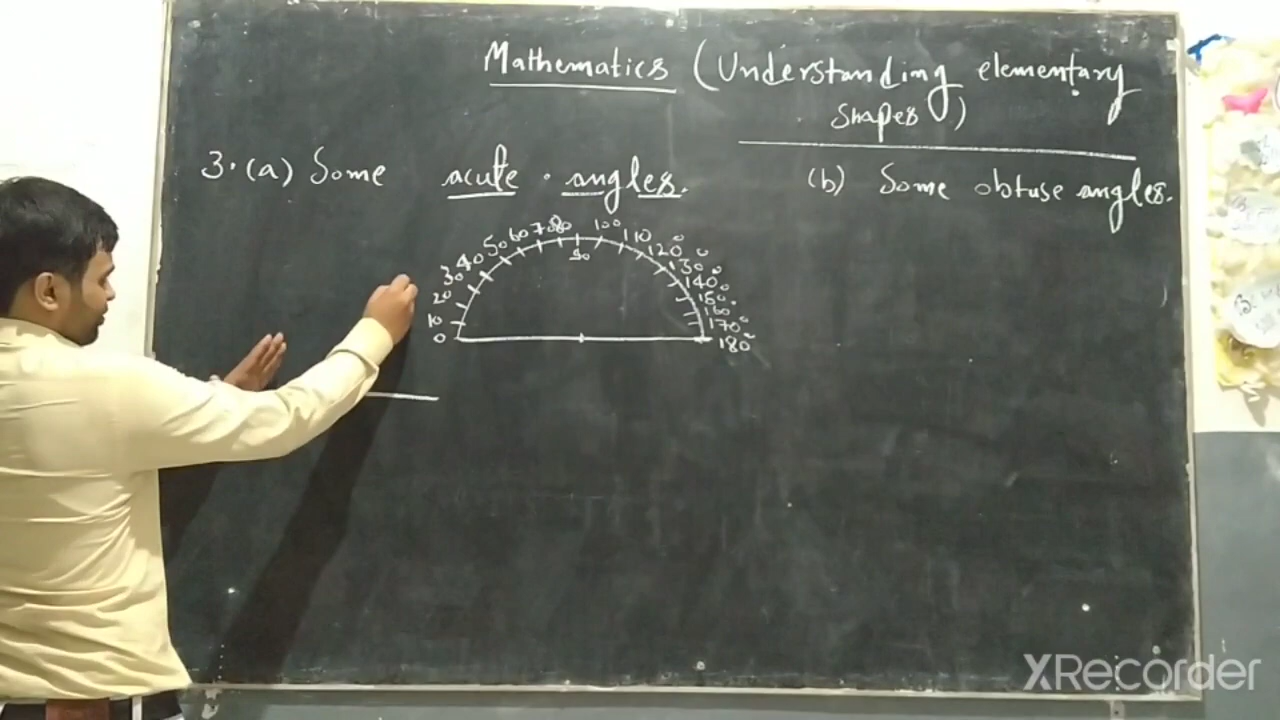 Mathematics (Understanding elementary
shapes)
3. (a) Some acute angles.
(b) Some obtuse angles.
0 10 20 30 40 50 60 70 80 90 100 110 120° 130° 140° 150° 160° 170° 180°
XRecorder